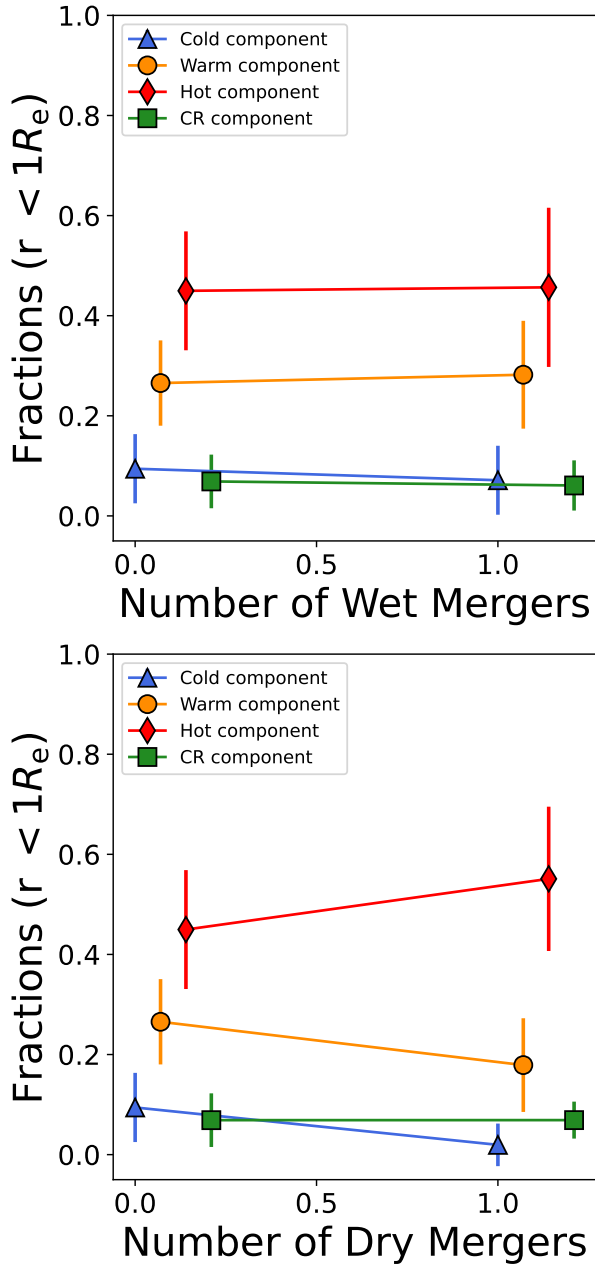 1.0
0.8
0.6
0.4
0.2
0.0
Fractions (r < 1Re)
Cold component
Warm component
Hot component
CR component
0.0 0.5 1.0
Number of Wet Mergers
1.0
0.8
0.6
0.4
0.2
0.0
Fractions (r < 1Re)
Cold component
Warm component
Hot component
CR component
0.0 0.5 1.0
Number of Dry Mergers